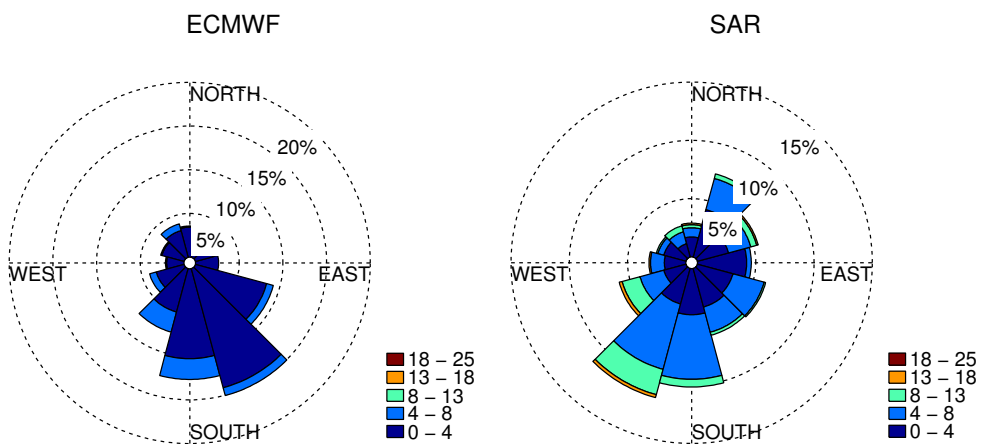 ECMWF
NORTH
20%
15%
10%
5%
WEST
EAST
SOUTH
18 – 25
13 – 18
8 – 13
4 – 8
0 – 4
SAR
NORTH
15%
10%
5%
WEST
EAST
SOUTH
18 – 25
13 – 18
8 – 13
4 – 8
0 – 4